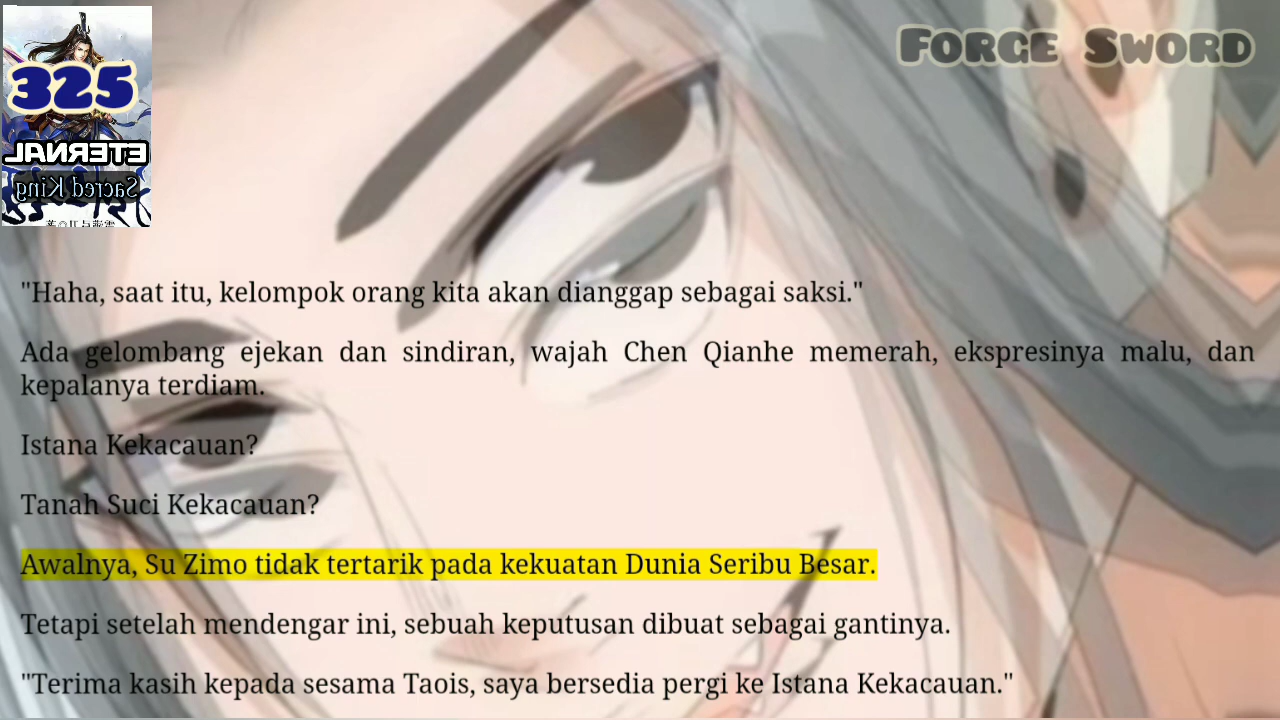 325
FORGE SWORD
ETERNAL
Sacred King
"Haha, saat itu, kelompok orang kita akan dianggap sebagai saksi."
Ada gelombang ejekan dan sindiran, wajah Chen Qianhe memerah, ekspresinya malu, dan
kepalanya terdiam.
Istana Kekacauan?
Tanah Suci Kekacauan?
Awalnya, Su Zimo tidak tertarik pada kekuatan Dunia Seribu Besar.
Tetapi setelah mendengar ini, sebuah keputusan dibuat sebagai gantinya.
"Terima kasih kepada sesama Taois, saya bersedia pergi ke Istana Kekacauan."